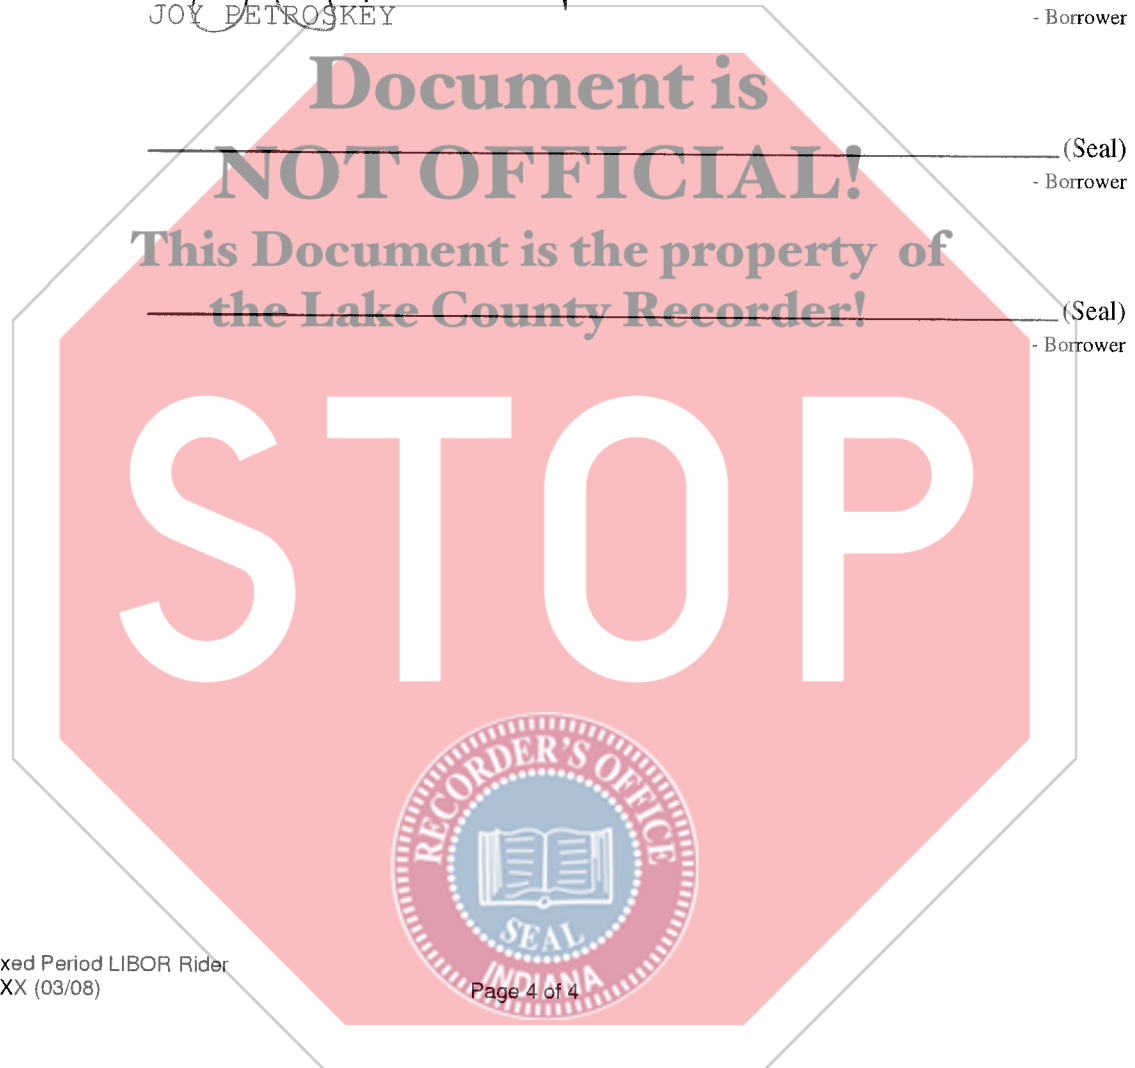 JOY PETROSKEY
- Borrower
Document is
NOT OFFICIAL!
(Seal)
- Borrower
This Document is the property of
the Lake County Recorder!
(Seal)
- Borrower
STOP
RECORDER'S OFFICE
SEAL
INDIANA
xed Period LIBOR Rider
XX (03/08)
Page 4 of 4